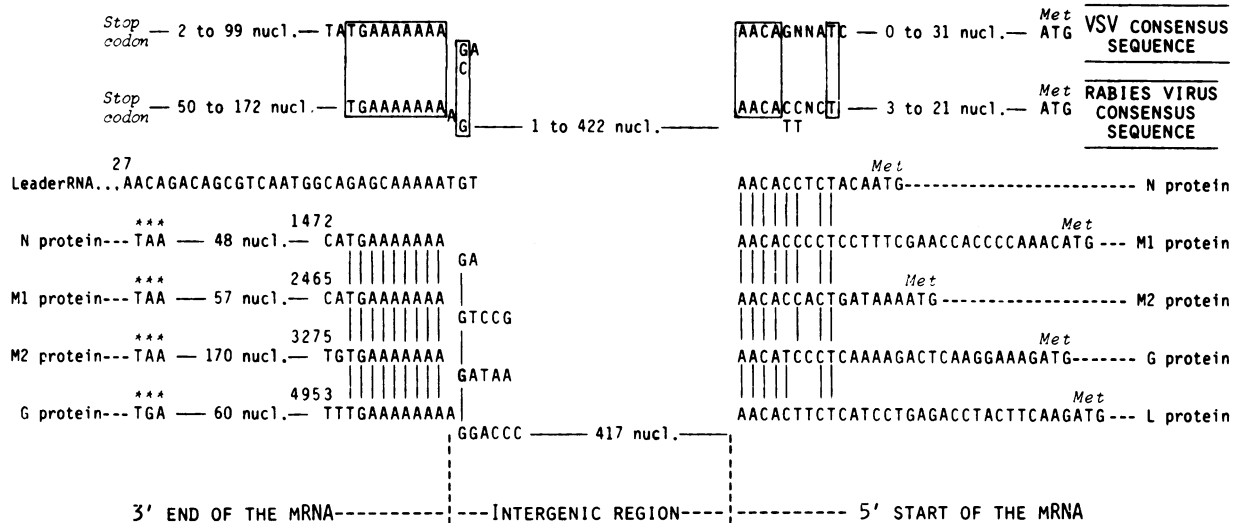 Stop codon — 2 to 99 nucl. — TATGAAAAAAA GA AACAGNNATC — 0 to 31 nucl. — Met ATG VSV CONSENSUS SEQUENCE
C
Stop codon — 50 to 172 nucl. — TGAAAAAAA A G — 1 to 422 nucl. — AACACCNCT — 3 to 21 nucl. — Met ATG RABIES VIRUS CONSENSUS SEQUENCE
TT
27 Met
LeaderRNA...AACAGACAGCGTCAATGGCAGAGCAAAAATGT AACACCTCTACAATG N protein
*** 1472 Met
N protein--- TAA — 48 nucl.— CATGAAAAAAA AACACCCCTCCTTTCGAACCACCCCAAACATG --- M1 protein
GA
*** 2465 Met
M1 protein--- TAA — 57 nucl.— CATGAAAAAAA AACACCACTGATAAAATG M2 protein
GTCCG
*** 3275 Met
M2 protein--- TAA — 170 nucl.— TGTGAAAAAAA AACATCCCTCAAAAGACTCAAGGAAAGATG G protein
GATAA
*** 4953 Met
G protein--- TGA — 60 nucl.— TTTGAAAAAAAA AACACTTCTCATCCTGAGACCTACTTCAAGATG --- L protein
GGACCC — 417 nucl.—
3' END OF THE MRNA ---INTERGENIC REGION---- 5' START OF THE MRNA